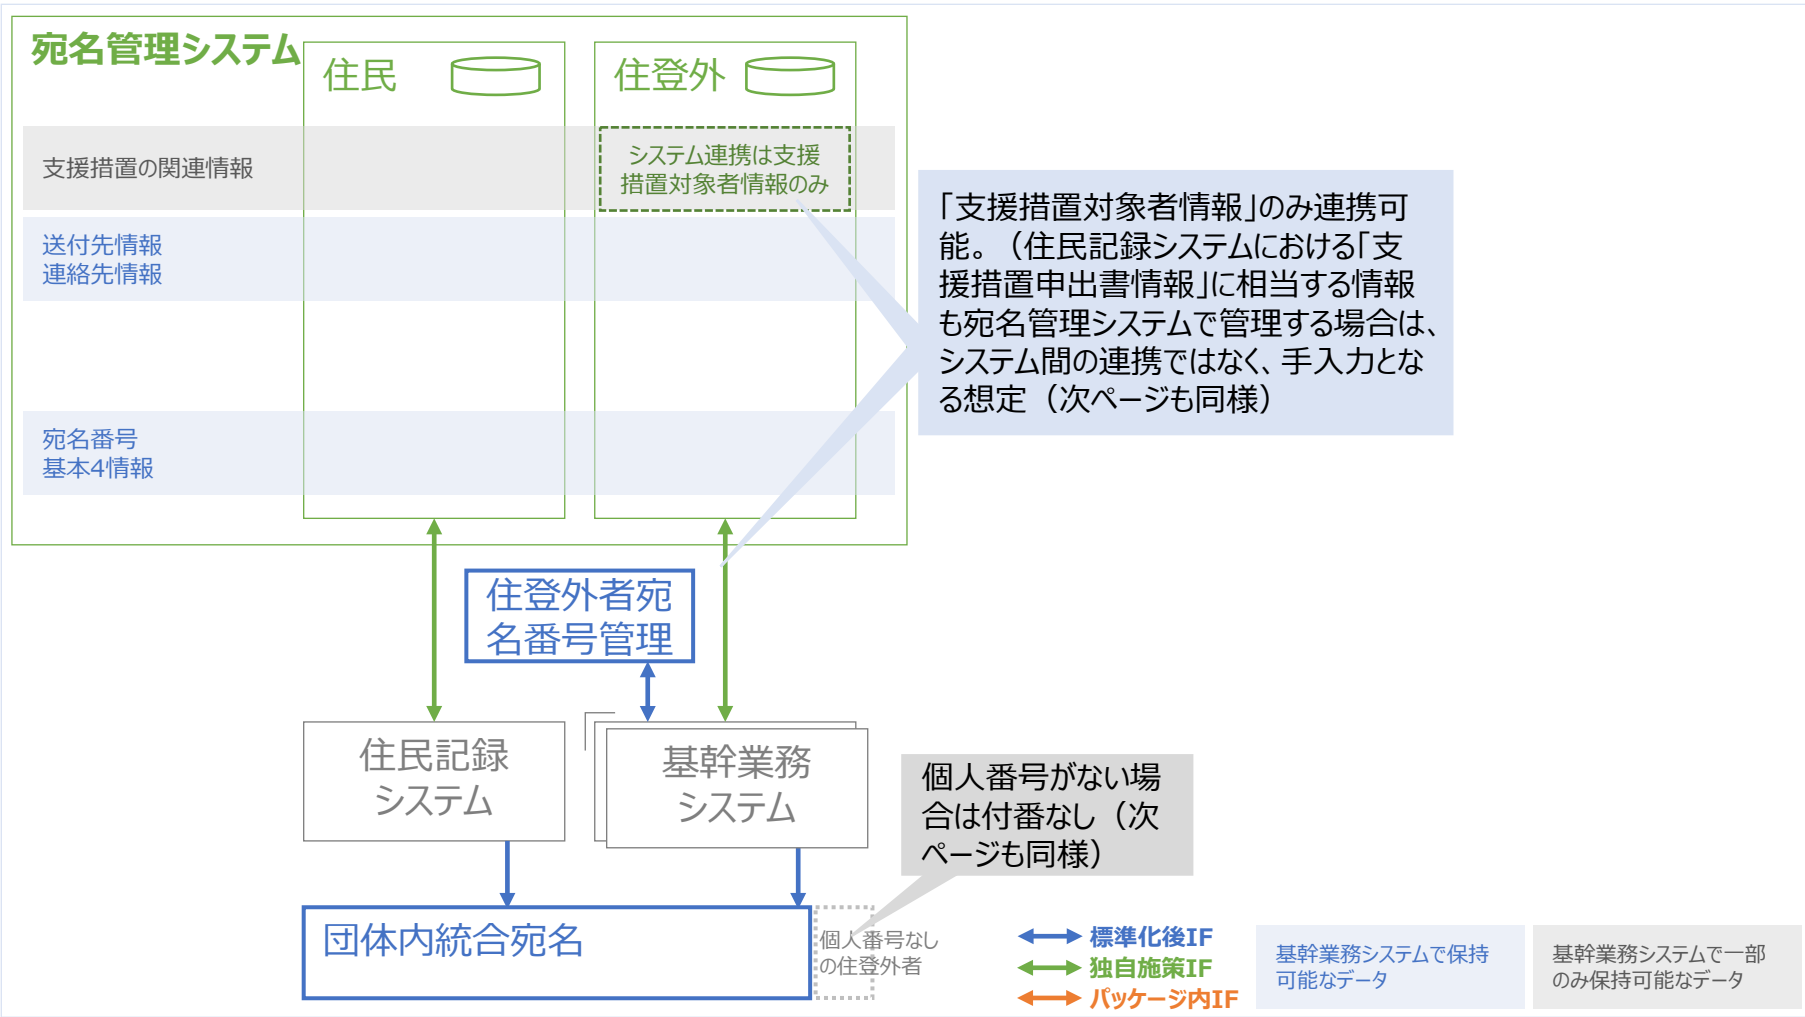 宛名管理システム
住民
住登外
支援措置の関連情報
システム連携は支援
措置対象者情報のみ
送付先情報
連絡先情報
宛名番号
基本4情報
「支援措置対象者情報」のみ連携可
能。（住民記録システムにおける「支
援措置申出書情報」に相当する情報
も宛名管理システムで管理する場合は、
システム間の連携ではなく、手入力とな
る想定（次ページも同様）
住登外者宛
名番号管理
住民記録
システム
基幹業務
システム
個人番号がない場
合は付番なし（次
ページも同様）
団体内統合宛名
個人番号なし
の住登外者
標準化後IF
独自施策IF
パッケージ内IF
基幹業務システムで保持
可能なデータ
基幹業務システムで一部
のみ保持可能なデータ